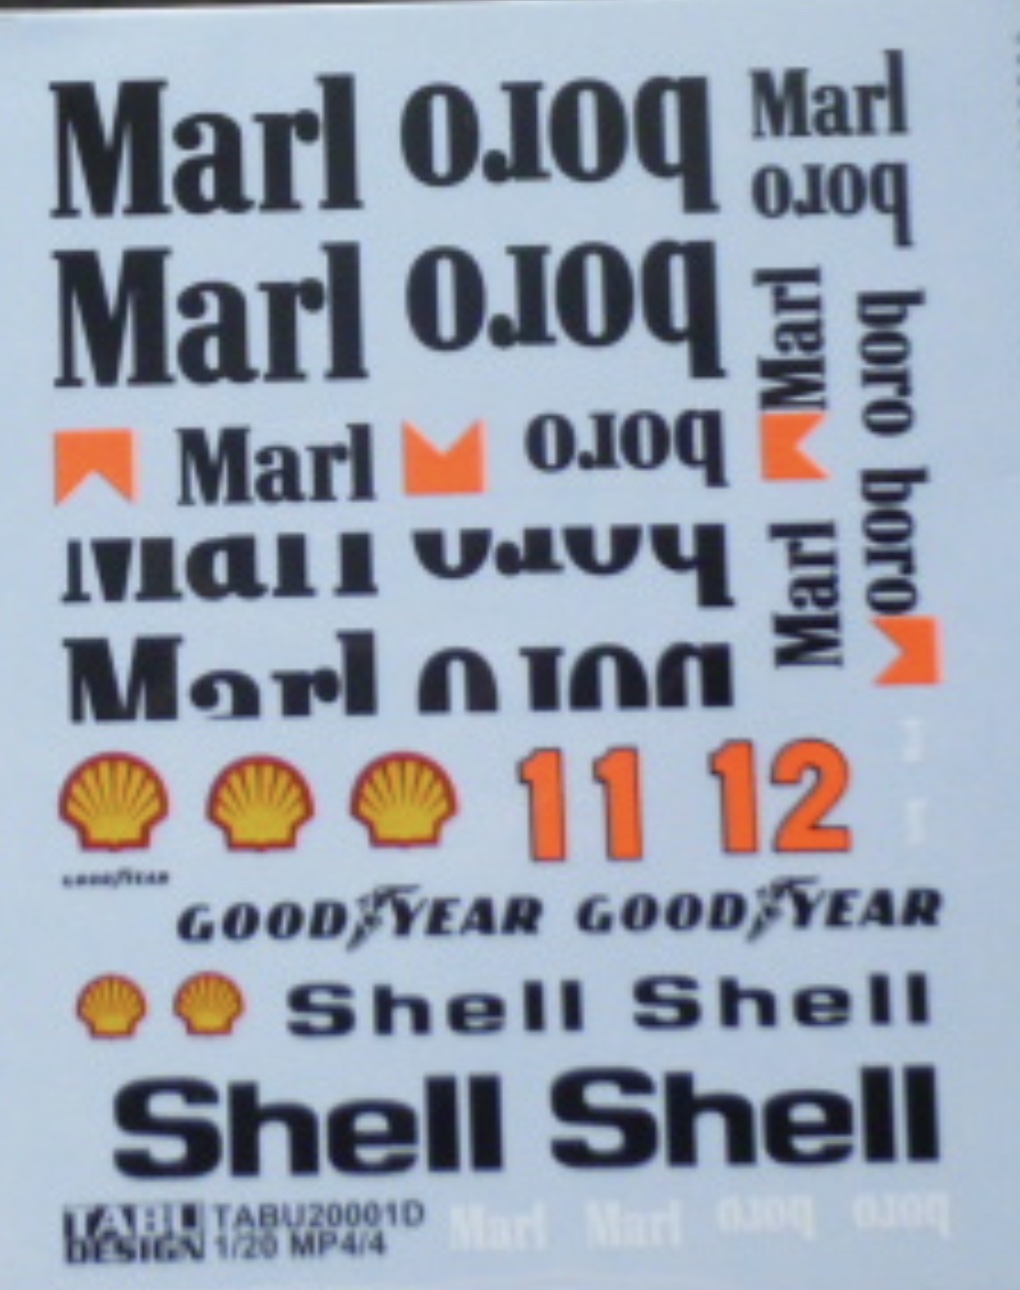 Marl boro Marl
boro
Marl boro
Marl boro
Marl boro
Marl boro
Marl boro
Marl boro
11 12
GOODYEAR
GOODYEAR GOODYEAR
Shell Shell
Shell Shell
TABU DESIGN TABU20001D
1/20 MP4/4
Marl Marl boro boro